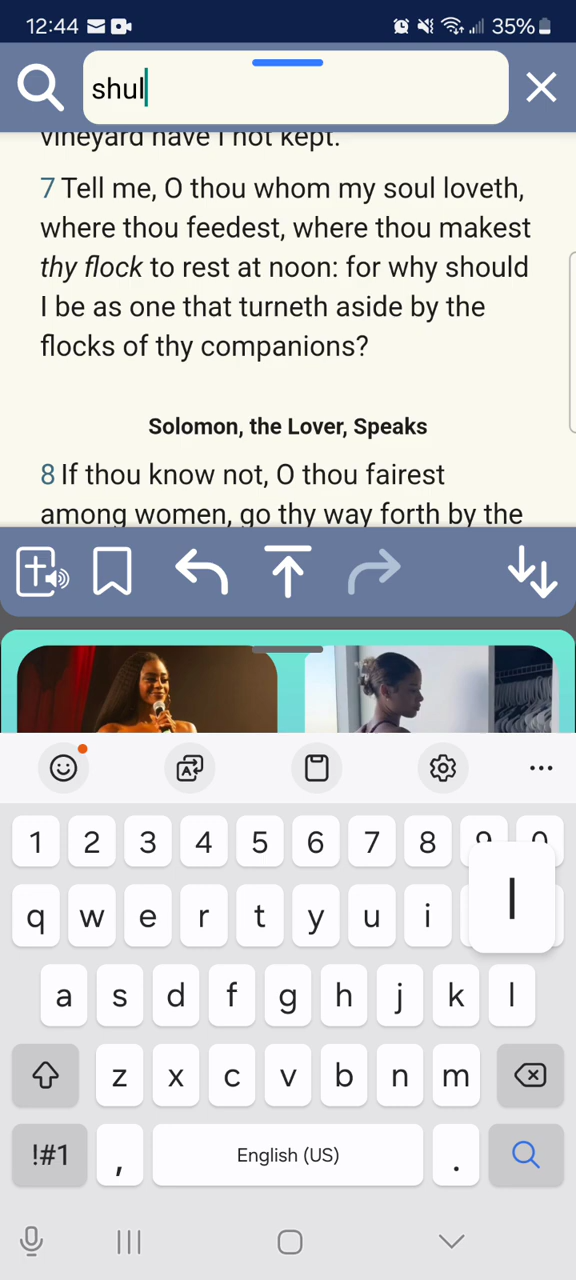 12:44 35%
shul
vineyard have I not kept.
7 Tell me, O thou whom my soul loveth,
where thou feedest, where thou makest
thy flock to rest at noon: for why should
I be as one that turneth aside by the
flocks of thy companions?
Solomon, the Lover, Speaks
8 If thou know not, O thou fairest
among women, go thy way forth by the
1 2 3 4 5 6 7 8 9 0
q w e r t y u i l
a s d f g h j k l
z x c v b n m
!#1 , English (US) .